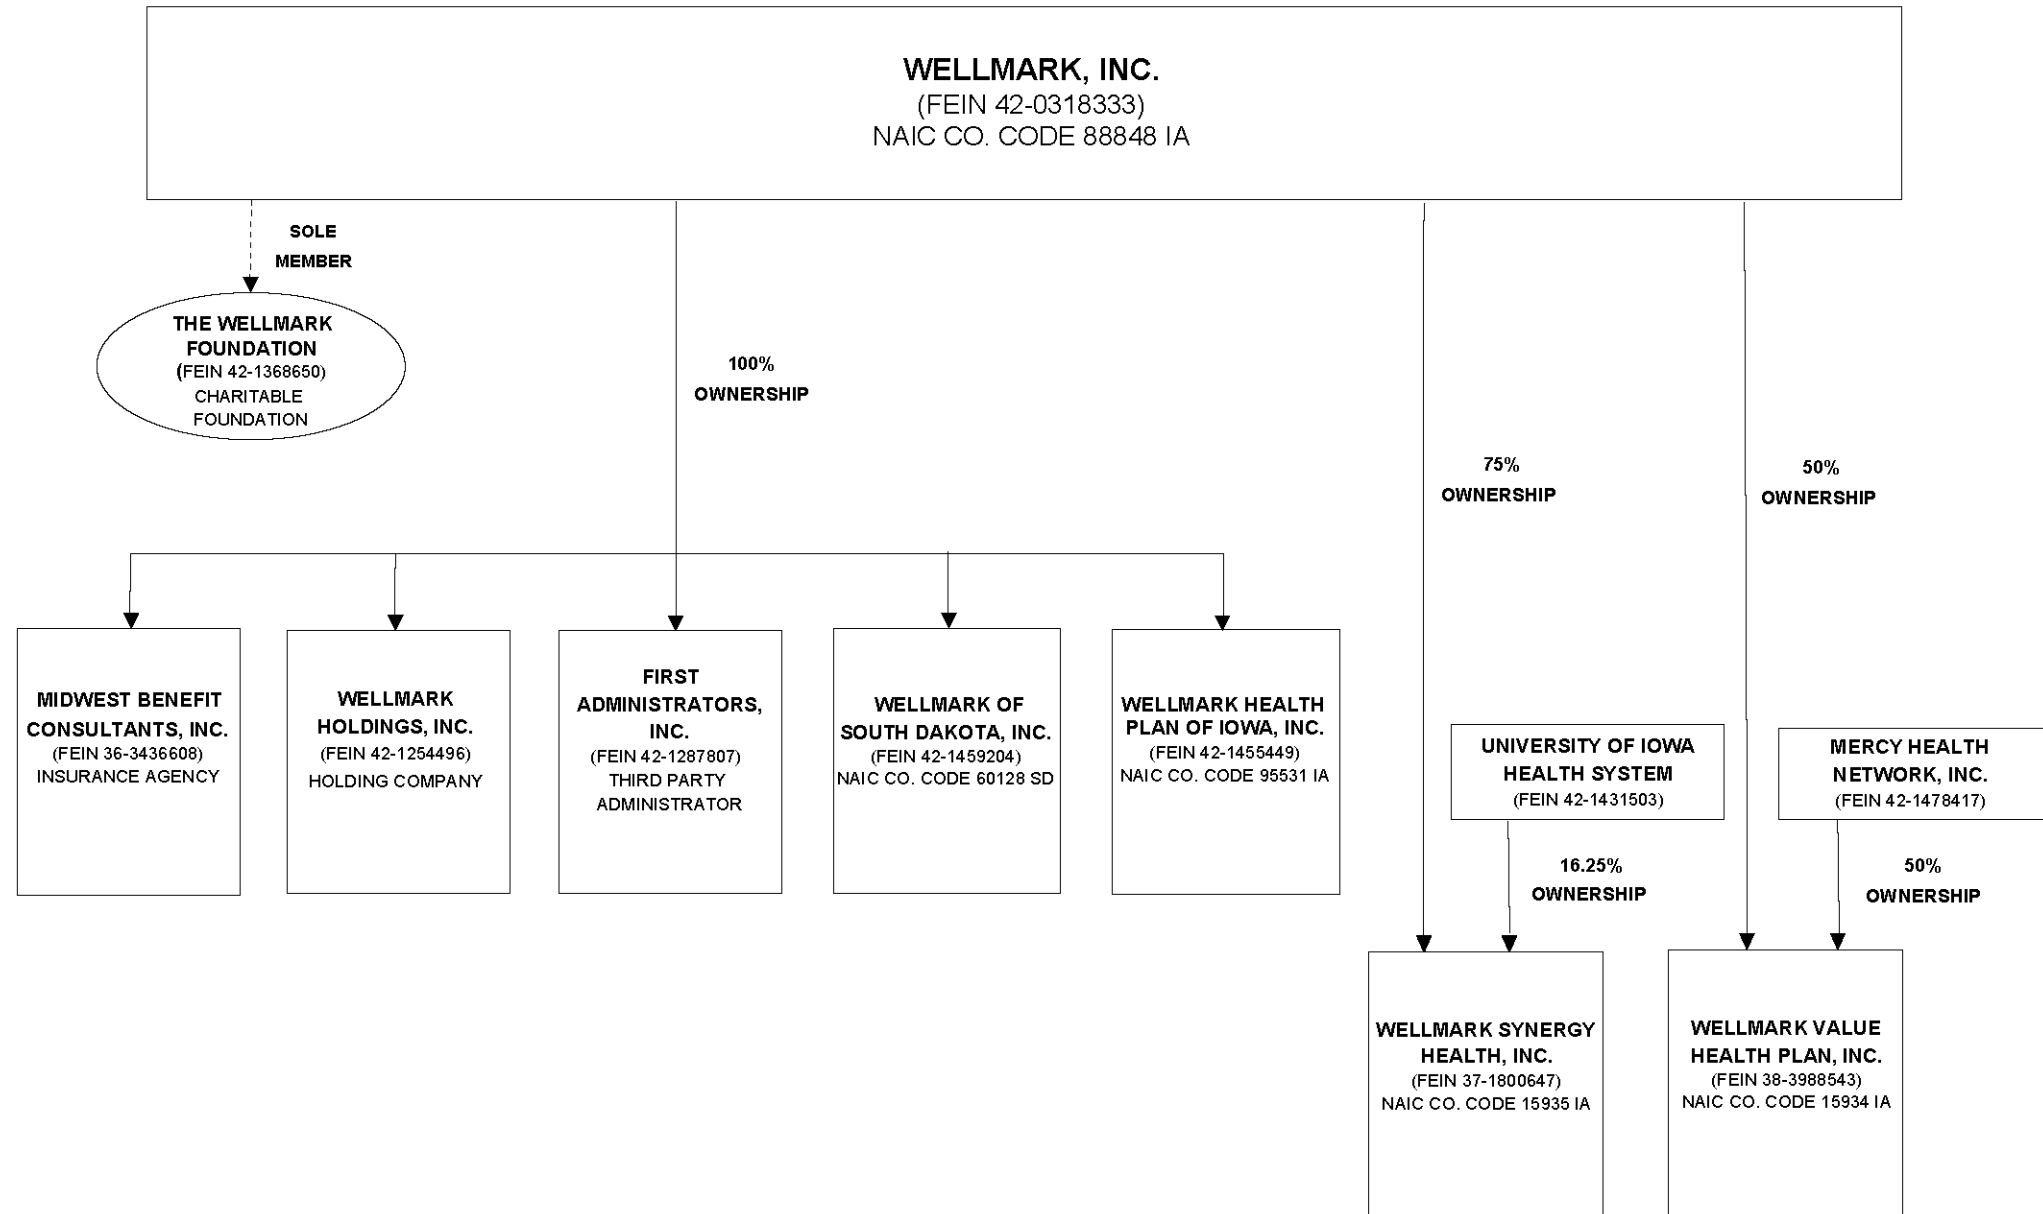 WELLMARK, INC.
(FEIN 42-0318333)
NAIC CO. CODE 88848 IA
SOLE
MEMBER
THE WELLMARK
FOUNDATION
(FEIN 42-1368650)
CHARITABLE
FOUNDATION
100%
OWNERSHIP
75%
OWNERSHIP
50%
OWNERSHIP
MIDWEST BENEFIT
CONSULTANTS, INC.
(FEIN 36-3436608)
INSURANCE AGENCY
WELLMARK
HOLDINGS, INC.
(FEIN 42-1254496)
HOLDING COMPANY
FIRST
ADMINISTRATORS,
INC.
(FEIN 42-1287807)
THIRD PARTY
ADMINISTRATOR
WELLMARK OF
SOUTH DAKOTA, INC.
(FEIN 42-1459204)
NAIC CO. CODE 60128 SD
WELLMARK HEALTH
PLAN OF IOWA, INC.
(FEIN 42-1455449)
NAIC CO. CODE 95531 IA
UNIVERSITY OF IOWA
HEALTH SYSTEM
(FEIN 42-1431503)
MERCY HEALTH
NETWORK, INC.
(FEIN 42-1478417)
16.25%
OWNERSHIP
50%
OWNERSHIP
WELLMARK SYNERGY
HEALTH, INC.
(FEIN 37-1800647)
NAIC CO. CODE 15935 IA
WELLMARK VALUE
HEALTH PLAN, INC.
(FEIN 38-3988543)
NAIC CO. CODE 15934 IA